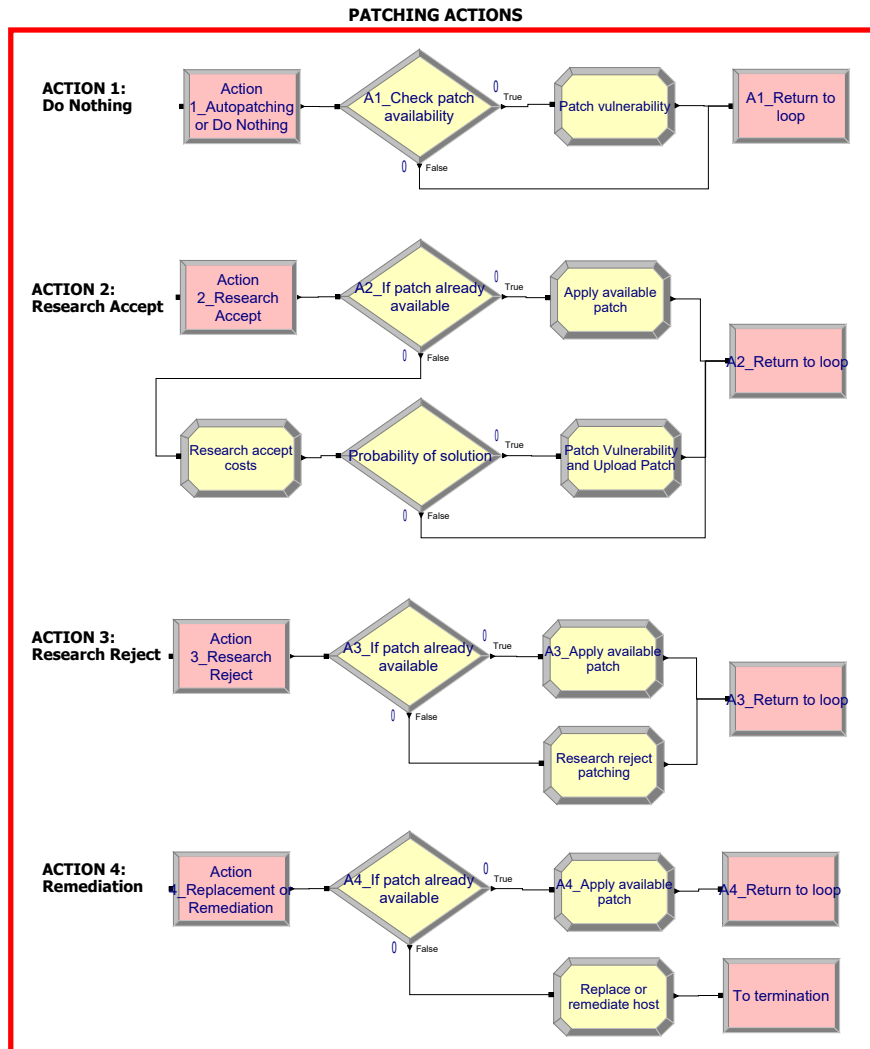 PATCHING ACTIONS
ACTION 1:
Do Nothing
Action
1_Autopatching
or Do Nothing
A1_Check patch
availability
0
True
0
False
Patch vulnerability
A1_Return to
loop
ACTION 2:
Research Accept
Action
2_Research
Accept
A2_If patch already
available
0
True
0
False
Apply available
patch
A2_Return to loop
Research accept
costs
Probability of solution
0
True
0
False
Patch Vulnerability
and Upload Patch
ACTION 3:
Research Reject
Action
3_Research
Reject
A3_If patch already
available
0
True
0
False
A3_Apply available
patch
A3_Return to loop
Research reject
patching
ACTION 4:
Remediation
Action
4_Replacement or
Remediation
A4_If patch already
available
0
True
0
False
A4_Apply available
patch
A4_Return to loop
Replace or
remediate host
To termination